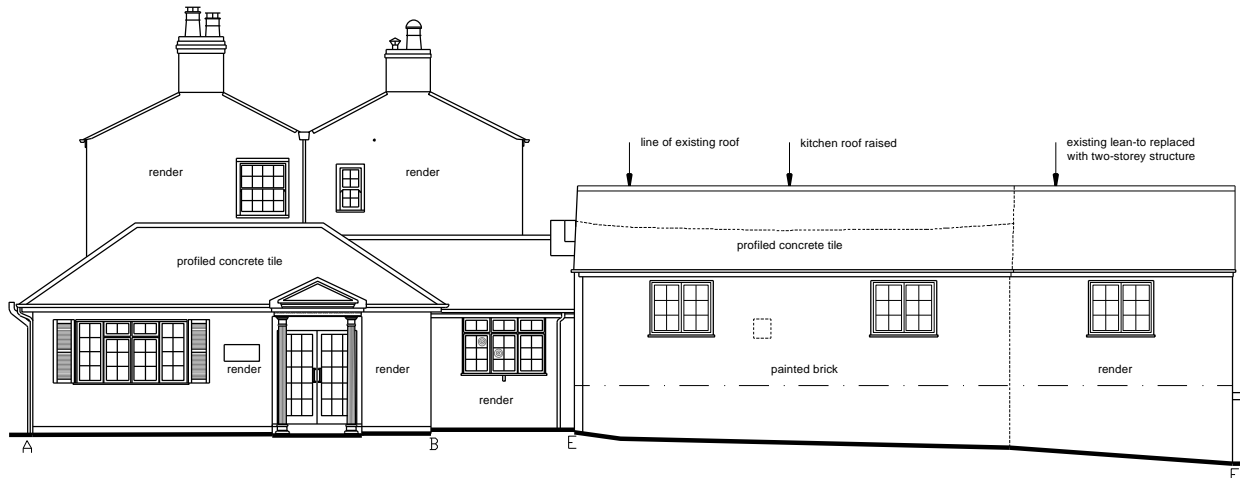 line of existing roof
kitchen roof raised
existing lean-to replaced
with two-storey structure
render
render
profiled concrete tile
profiled concrete tile
render
render
render
painted brick
render
A
B
E
F